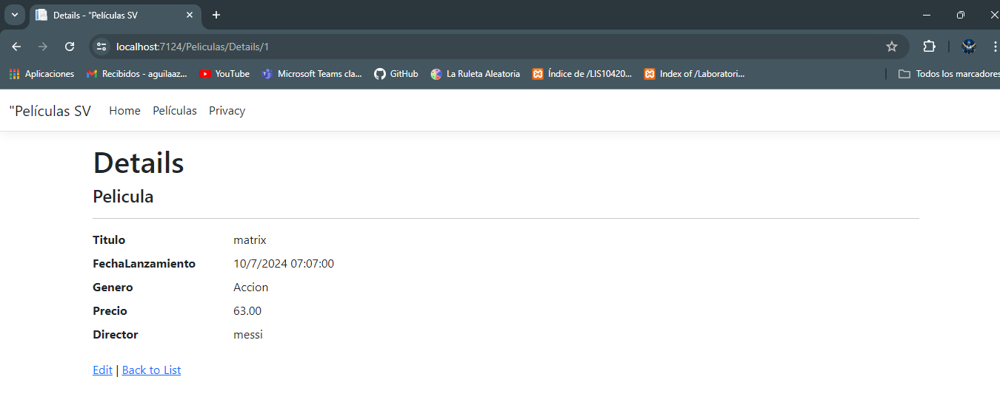 Details - "Películas SV
localhost:7124/Peliculas/Details/1
Aplicaciones Recibidos - aguilaaz... YouTube Microsoft Teams cla... GitHub La Ruleta Aleatoria Índice de /LIS10420... Index of /Laboratori... Todos los marcadores
"Películas SV Home Películas Privacy
Details
Pelicula
Titulo matrix
FechaLanzamiento 10/7/2024 07:07:00
Genero Accion
Precio 63.00
Director messi
Edit | Back to List